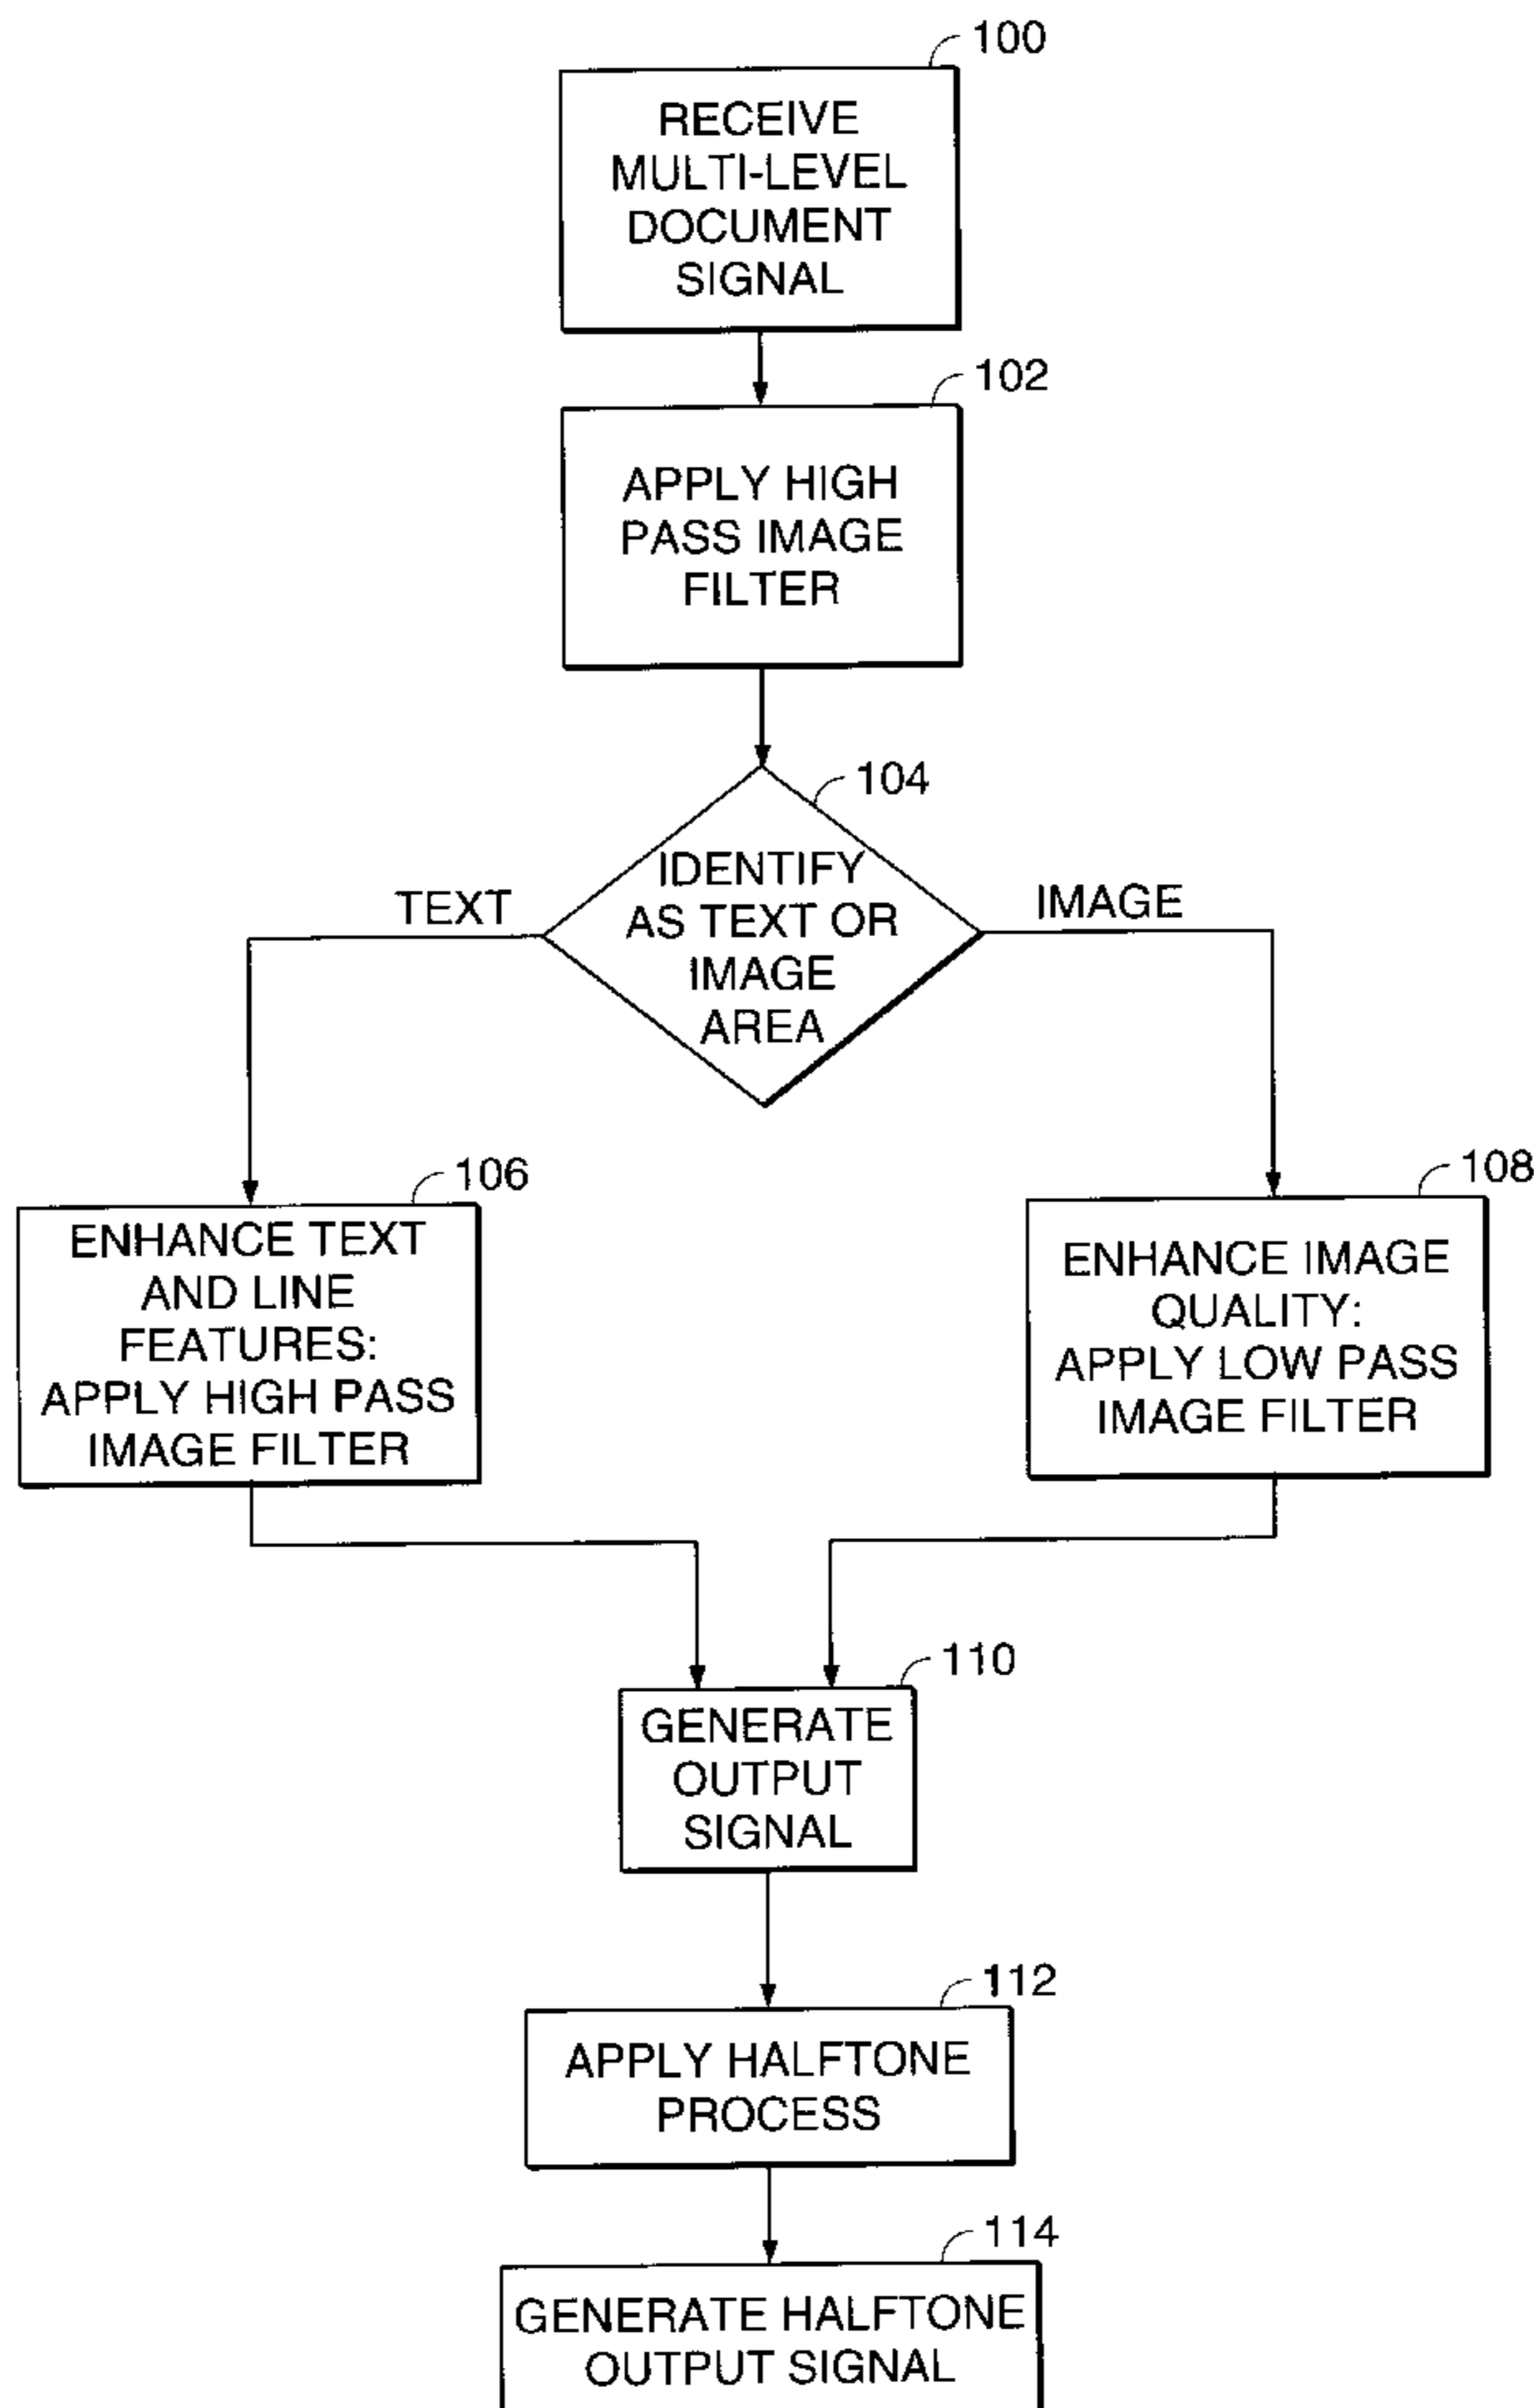 100
RECEIVE
MULTI-LEVEL
DOCUMENT
SIGNAL
102
APPLY HIGH
PASS IMAGE
FILTER
104
IDENTIFY
AS TEXT OR
IMAGE
AREA
TEXT
IMAGE
106
ENHANCE TEXT
AND LINE
FEATURES:
APPLY HIGH PASS
IMAGE FILTER
108
ENHANCE IMAGE
QUALITY:
APPLY LOW PASS
IMAGE FILTER
110
GENERATE
OUTPUT
SIGNAL
112
APPLY HALFTONE
PROCESS
114
GENERATE HALFTONE
OUTPUT SIGNAL